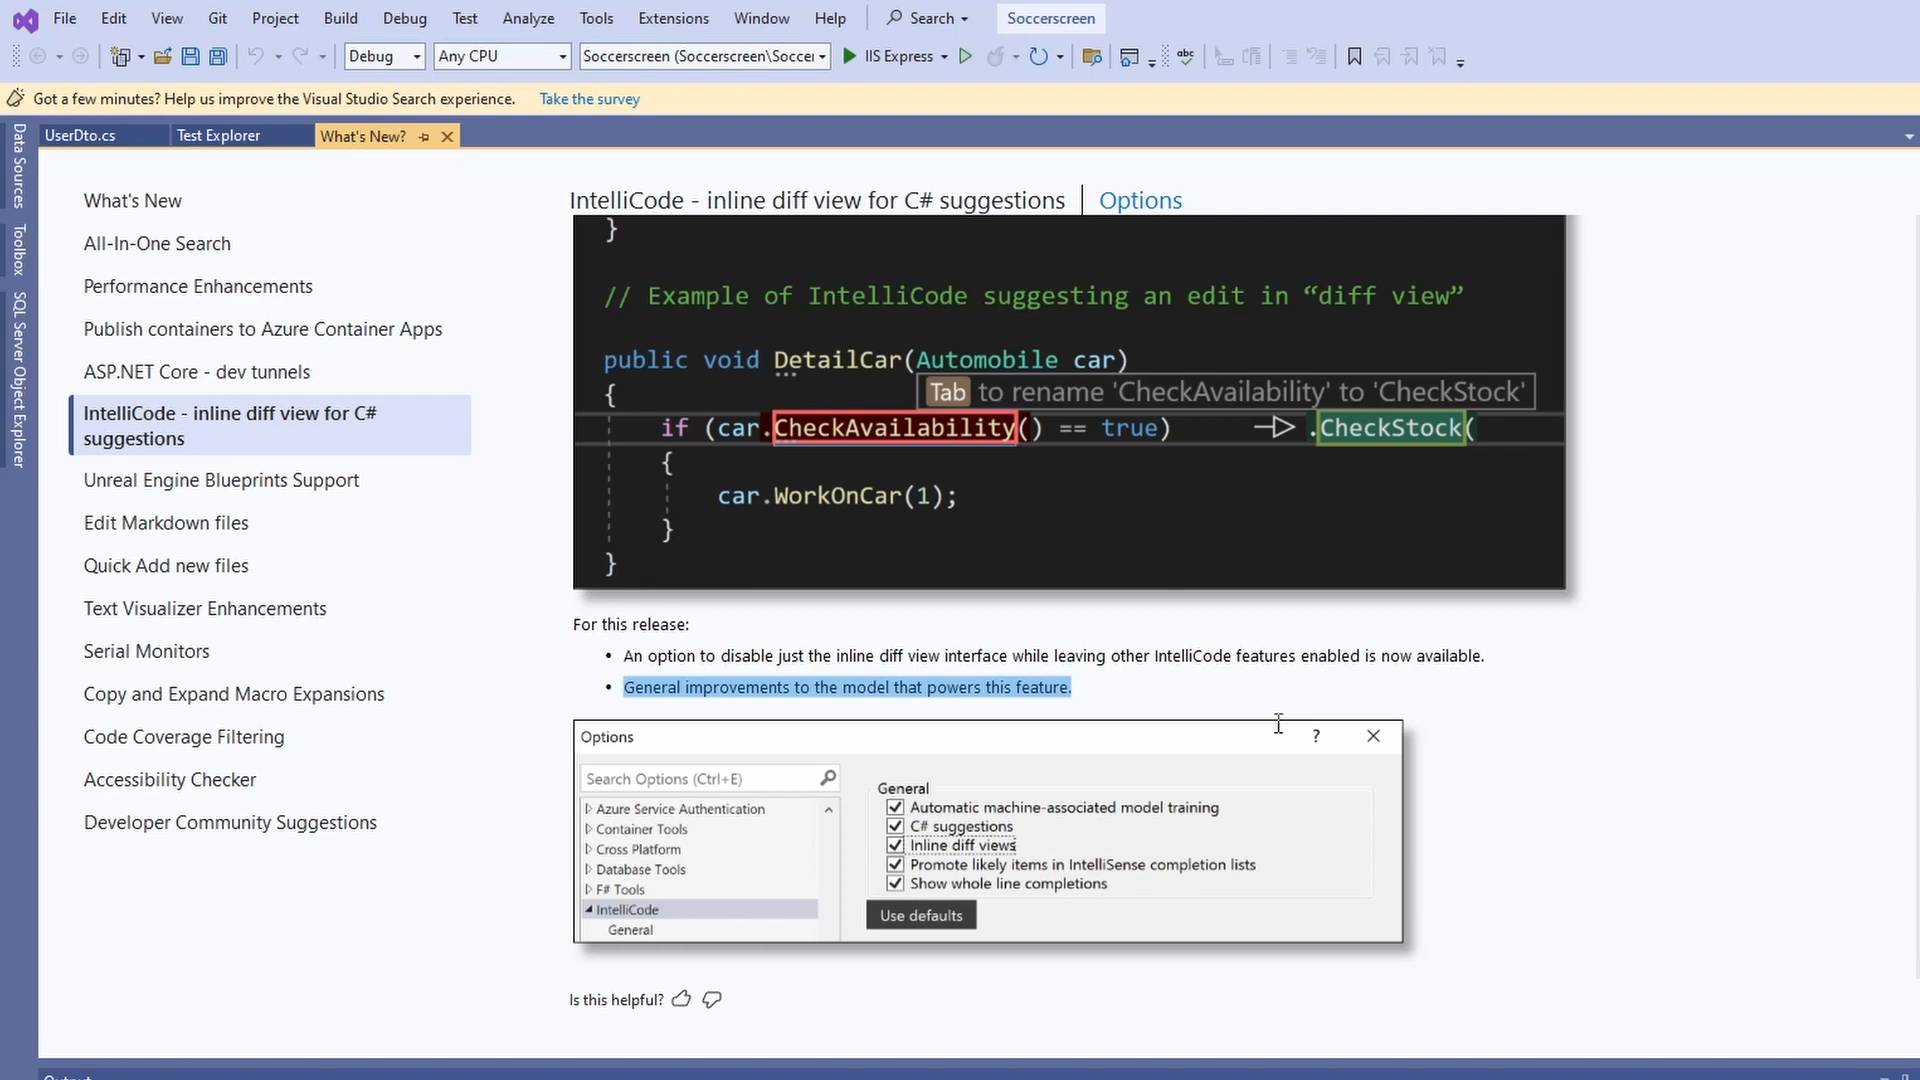 File Edit View Git Project Build Debug Test Analyze Tools Extensions Window Help Search Soccerscreen
Debug Any CPU Soccerscreen (Soccerscreen\Soccer IIS Express
Got a few minutes? Help us improve the Visual Studio Search experience. Take the survey
UserDto.cs Test Explorer What's New?
Data Sources
Toolbox
SQL Server Object Explorer
What's New
All-In-One Search
Performance Enhancements
Publish containers to Azure Container Apps
ASP.NET Core - dev tunnels
IntelliCode - inline diff view for C#
suggestions
Unreal Engine Blueprints Support
Edit Markdown files
Quick Add new files
Text Visualizer Enhancements
Serial Monitors
Copy and Expand Macro Expansions
Code Coverage Filtering
Accessibility Checker
Developer Community Suggestions
IntelliCode - inline diff view for C# suggestions Options
}
// Example of IntelliCode suggesting an edit in “diff view”
public void DetailCar(Automobile car)
{ Tab to rename 'CheckAvailability' to 'CheckStock'
if (car.CheckAvailability() == true) .CheckStock(
{
car.WorkOnCar(1);
}
}
For this release:
• An option to disable just the inline diff view interface while leaving other IntelliCode features enabled is now available.
• General improvements to the model that powers this feature.
Options ?
Search Options (Ctrl+E)
Azure Service Authentication
Container Tools
Cross Platform
Database Tools
F# Tools
IntelliCode
General
General
Automatic machine-associated model training
C# suggestions
Inline diff views
Promote likely items in IntelliSense completion lists
Show whole line completions
Use defaults
Is this helpful?
Output